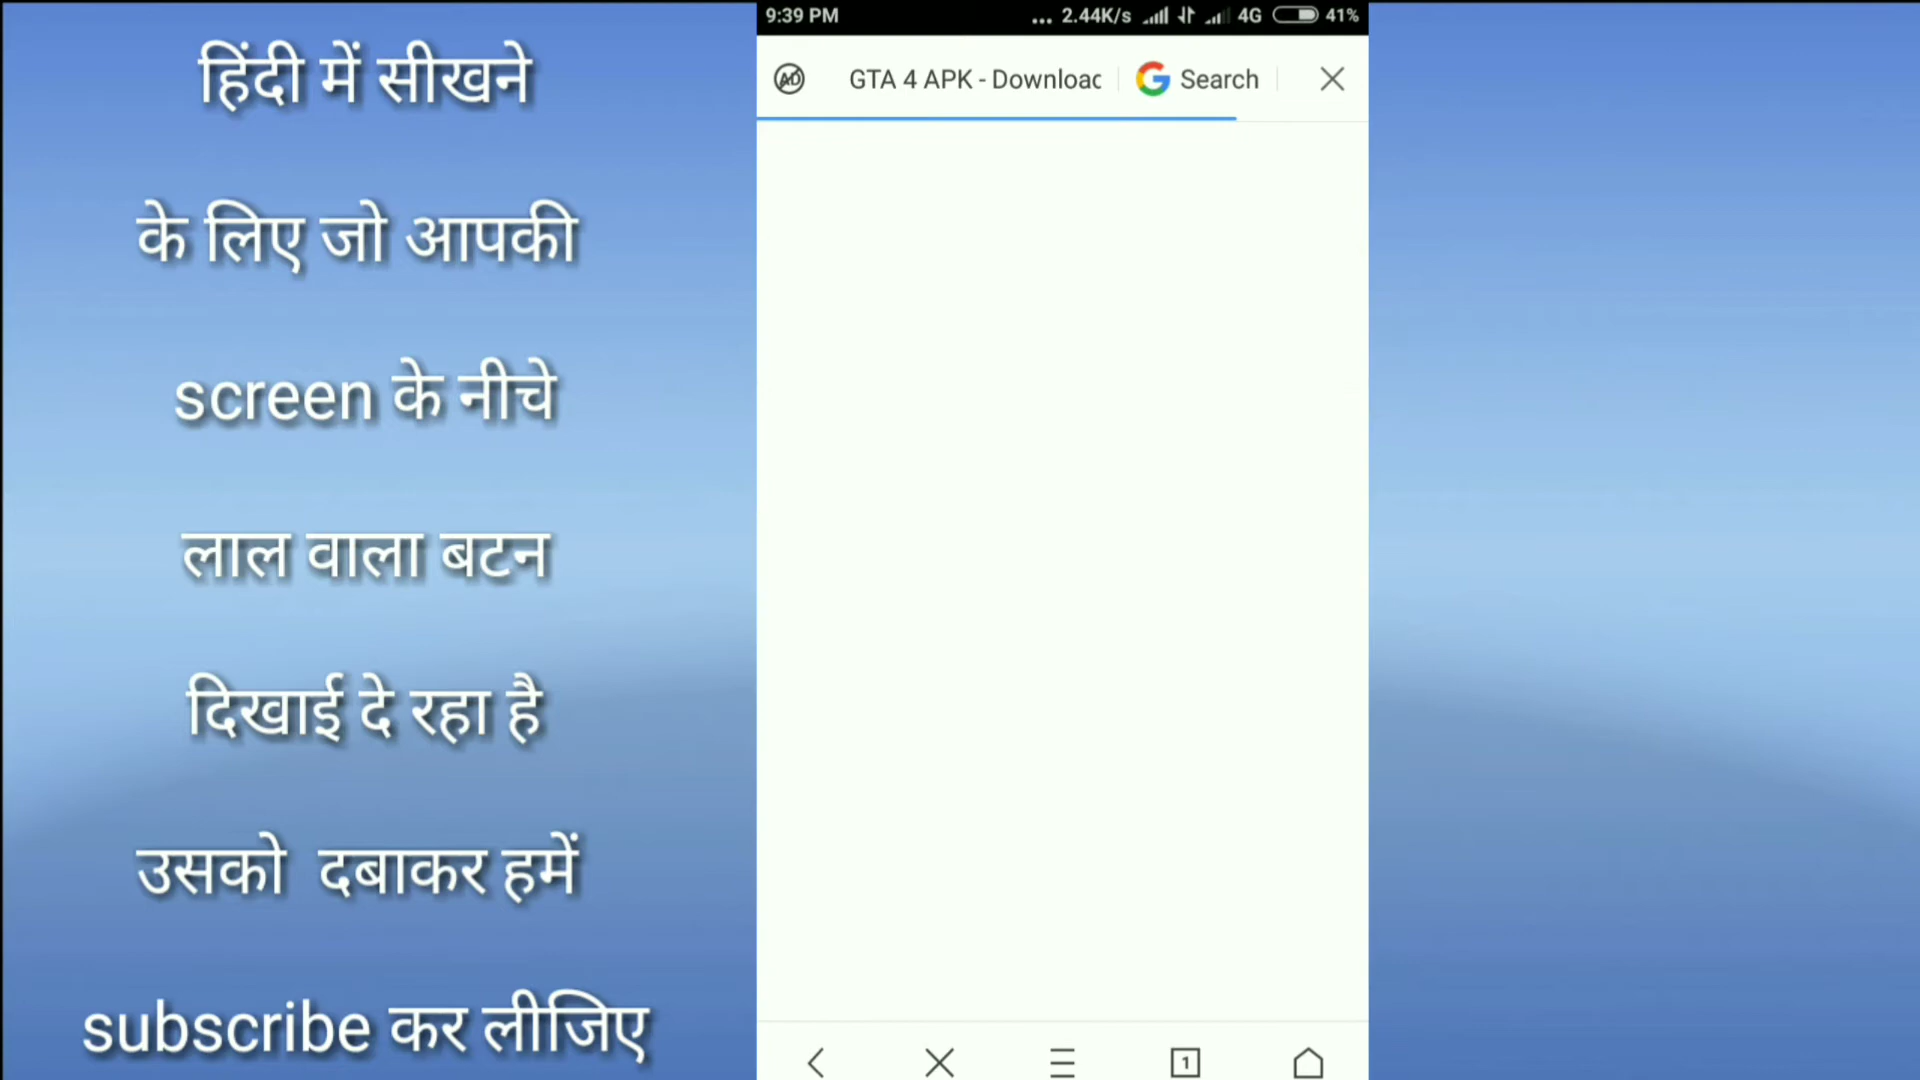 हिंदी में सीखने
के लिए जो आपकी
screen के नीचे
लाल वाला बटन
दिखाई दे रहा है
उसको दबाकर हमें
subscribe कर लीजिए
9:39 PM ... 2.44K/s 4G 41%
GTA 4 APK - Downloac Search
1